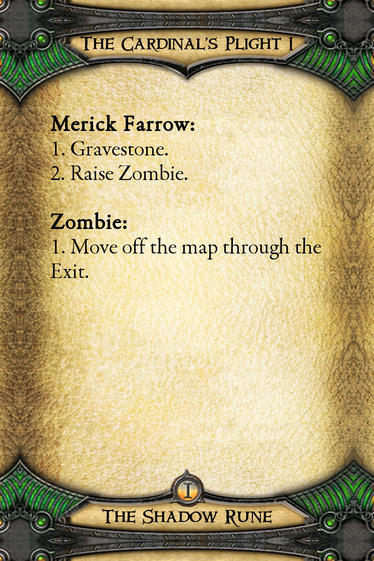 The Cardinal's Plight I
Merick Farrow:
1. Gravestone.
2. Raise Zombie.
Zombie:
1. Move off the map through the
Exit.
I
The Shadow Rune